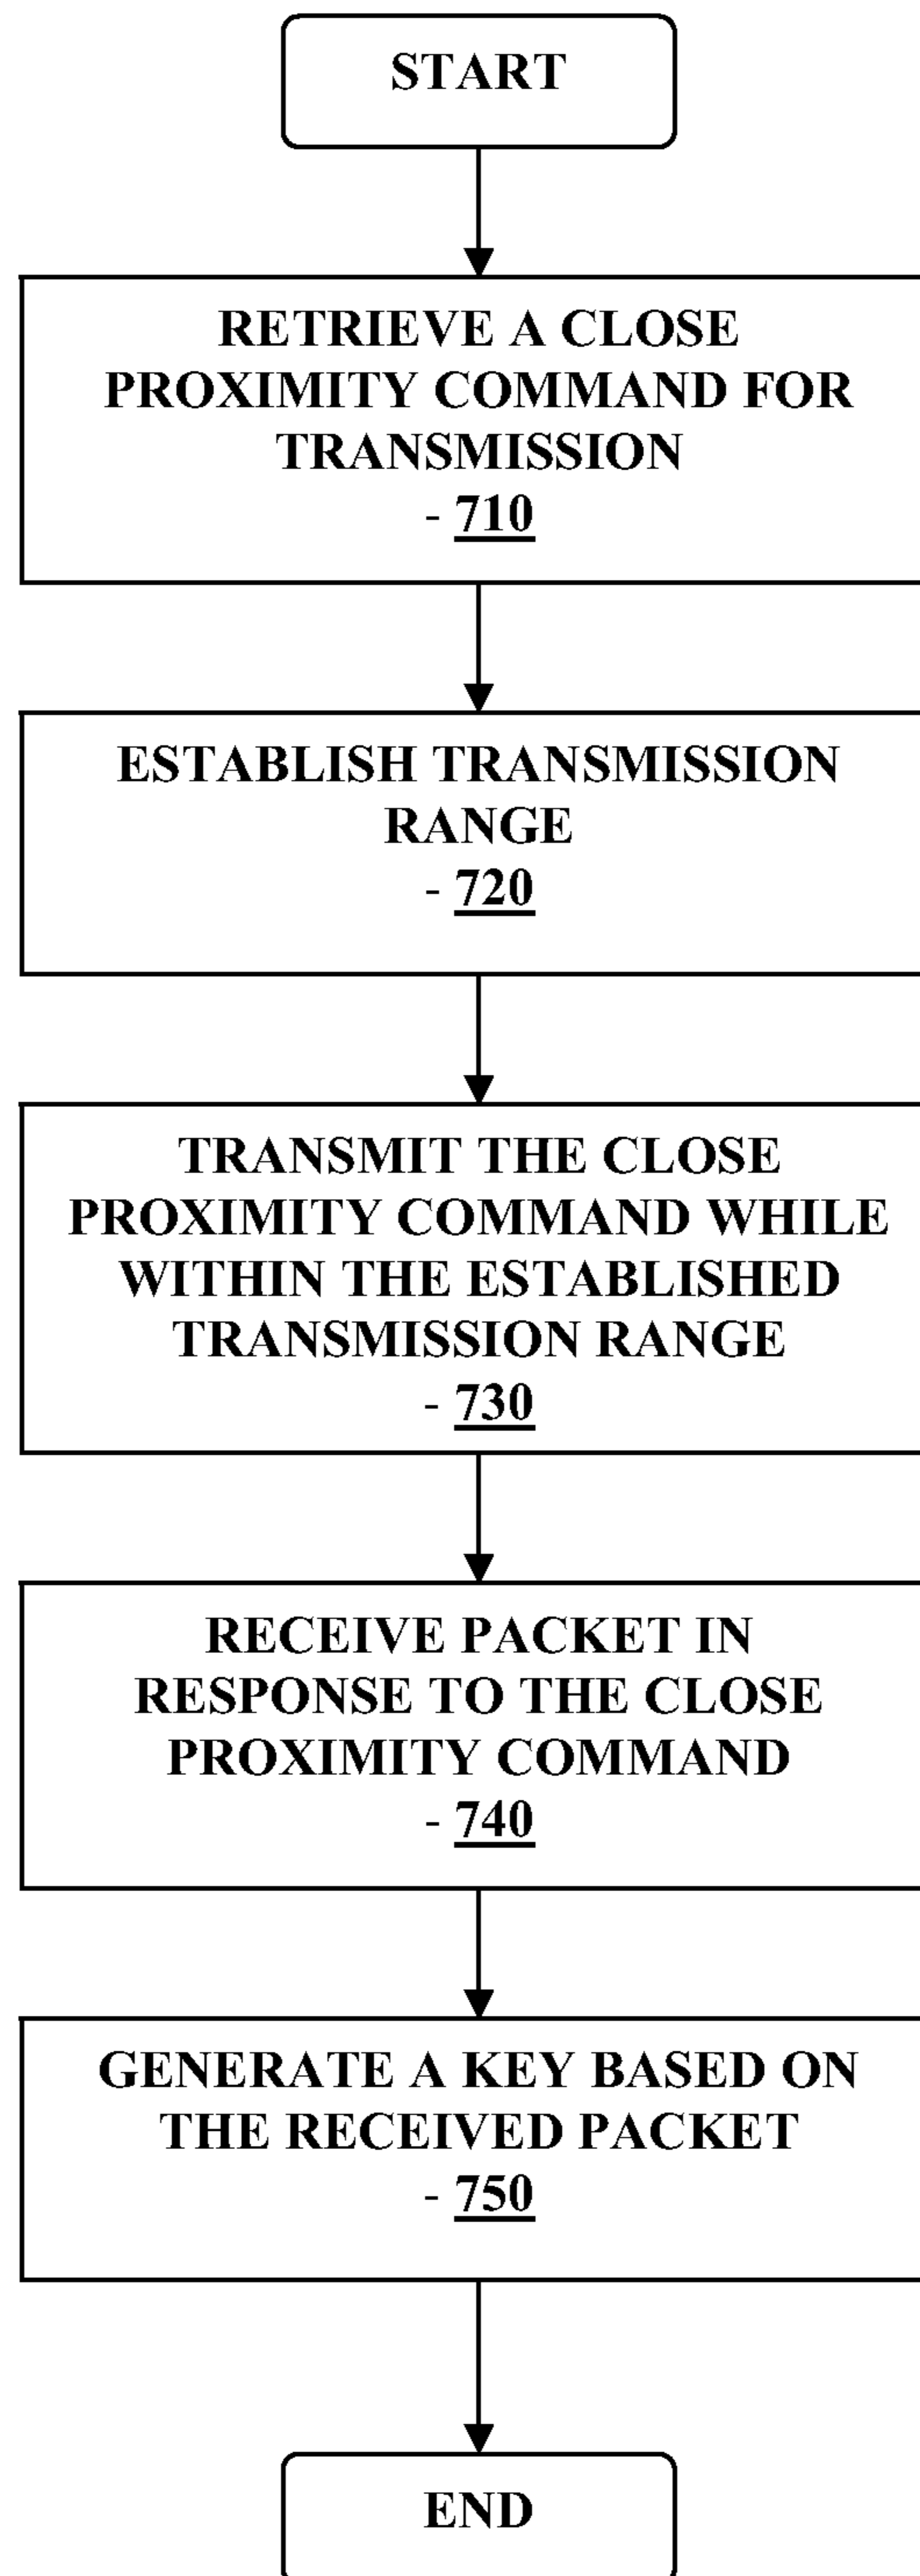 START
RETRIEVE A CLOSE
PROXIMITY COMMAND FOR
TRANSMISSION
- 710
ESTABLISH TRANSMISSION
RANGE
- 720
TRANSMIT THE CLOSE
PROXIMITY COMMAND WHILE
WITHIN THE ESTABLISHED
TRANSMISSION RANGE
- 730
RECEIVE PACKET IN
RESPONSE TO THE CLOSE
PROXIMITY COMMAND
- 740
GENERATE A KEY BASED ON
THE RECEIVED PACKET
- 750
END